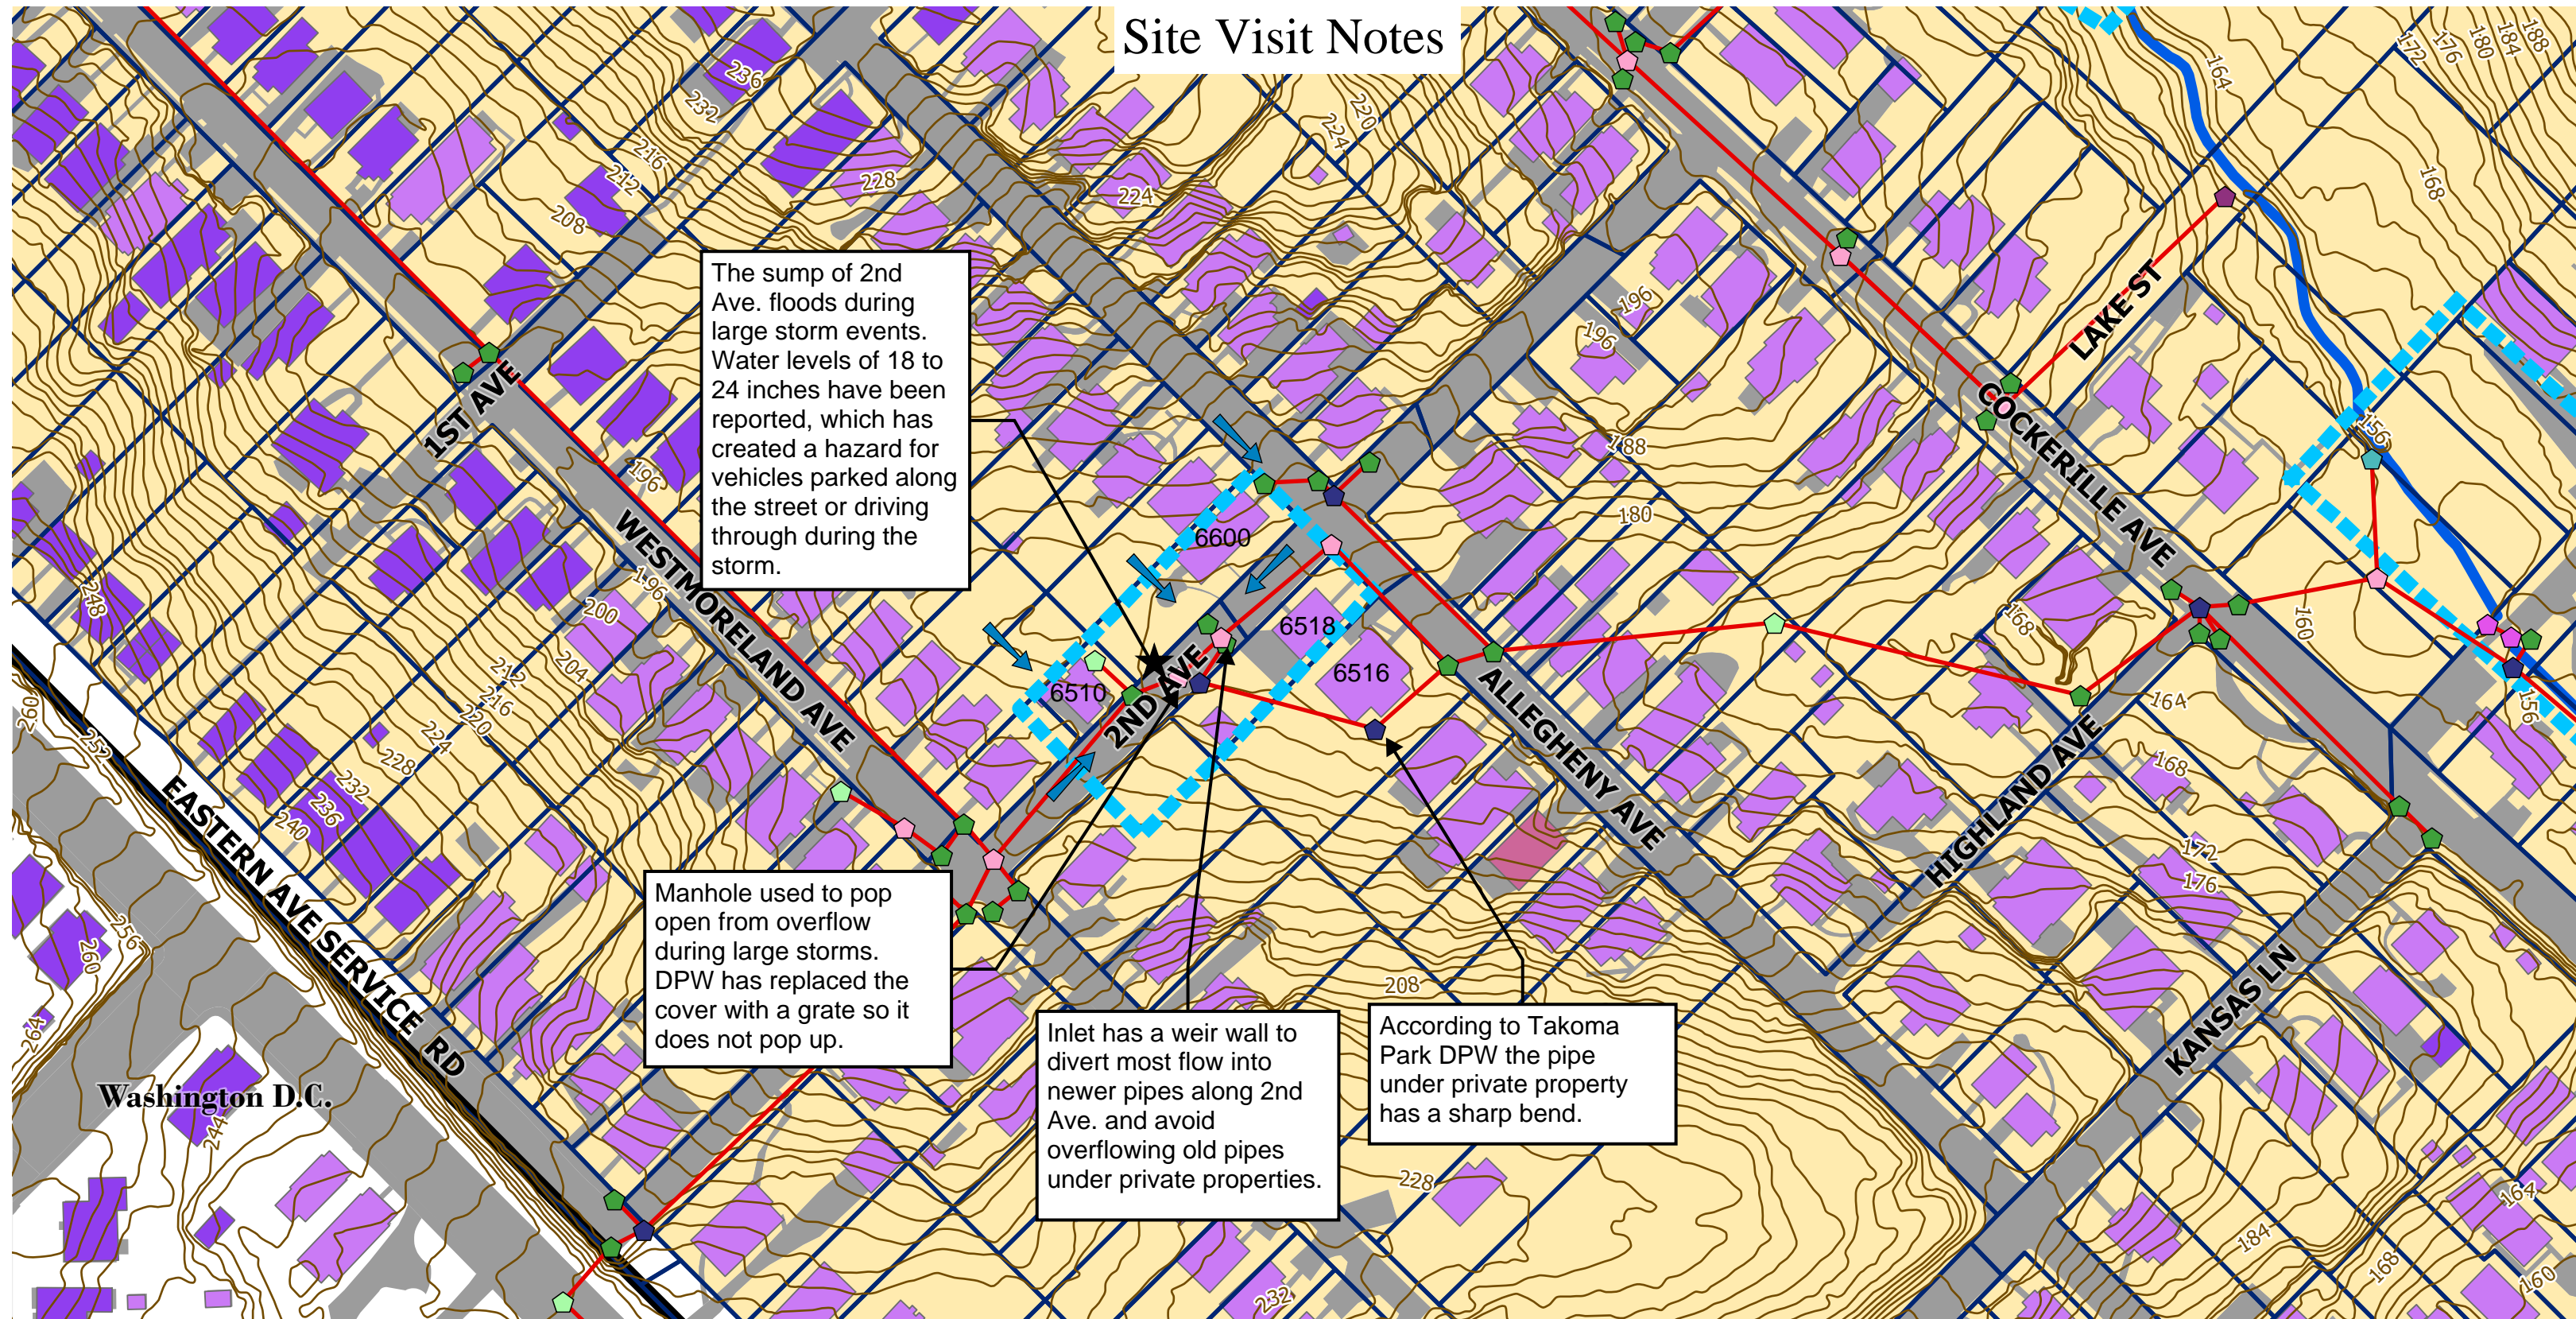 Site Visit Notes
172
176
180
184
188
164
236
232
220
224
216
212
228
208
224
168
The sump of 2nd
Ave. floods during
large storm events.
Water levels of 18 to
24 inches have been
reported, which has
created a hazard for
vehicles parked along
the street or driving
through during the
storm.
196
196
LAKE ST
1ST AVE
COCKERILLE AVE
156
188
196
180
WESTMORELAND AVE
6600
196
200
248
6518
168
160
204
6510
6516
2ND AVE
ALLEGHENY AVE
212
216
220
224
228
232
236
240
260
252
164
156
168
HIGHLAND AVE
EASTERN AVE SERVICE RD
172
176
Manhole used to pop
open from overflow
during large storms.
DPW has replaced the
cover with a grate so it
does not pop up.
256
260
264
208
KANSAS LN
Inlet has a weir wall to
divert most flow into
newer pipes along 2nd
Ave. and avoid
overflowing old pipes
under private properties.
According to Takoma
Park DPW the pipe
under private property
has a sharp bend.
Washington D.C.
244
228
164
184
168
160
232